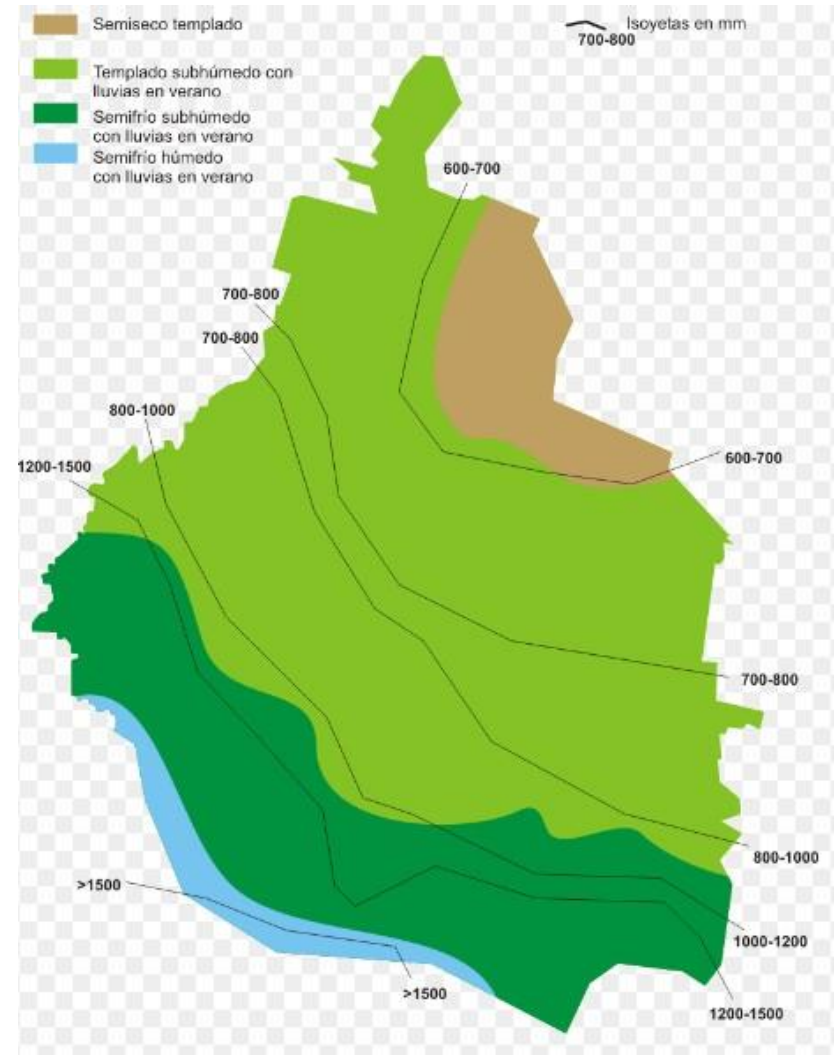 Semiseco templado
Templado subhúmedo con
lluvias en verano
Semifrío subhúmedo
con lluvias en verano
Semifrío húmedo
con lluvias en verano
Isoyetas en mm
700-800
600-700
700-800
700-800
800-1000
1200-1500
600-700
700-800
800-1000
>1500
1000-1200
>1500
1200-1500